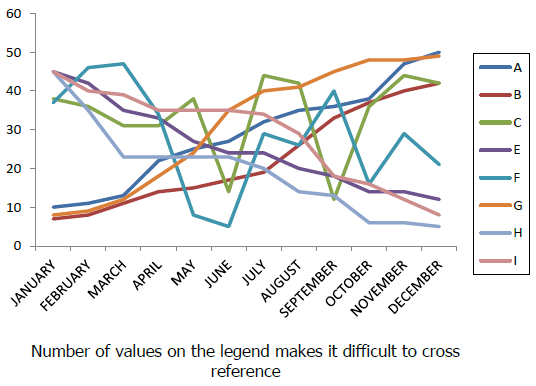 60
50
40
30
20
10
0
JANUARY
FEBRUARY
MARCH
APRIL
MAY
JUNE
JULY
AUGUST
SEPTEMBER
OCTOBER
NOVEMBER
DECEMBER
A
B
C
E
F
G
H
I
Number of values on the legend makes it difficult to cross
reference